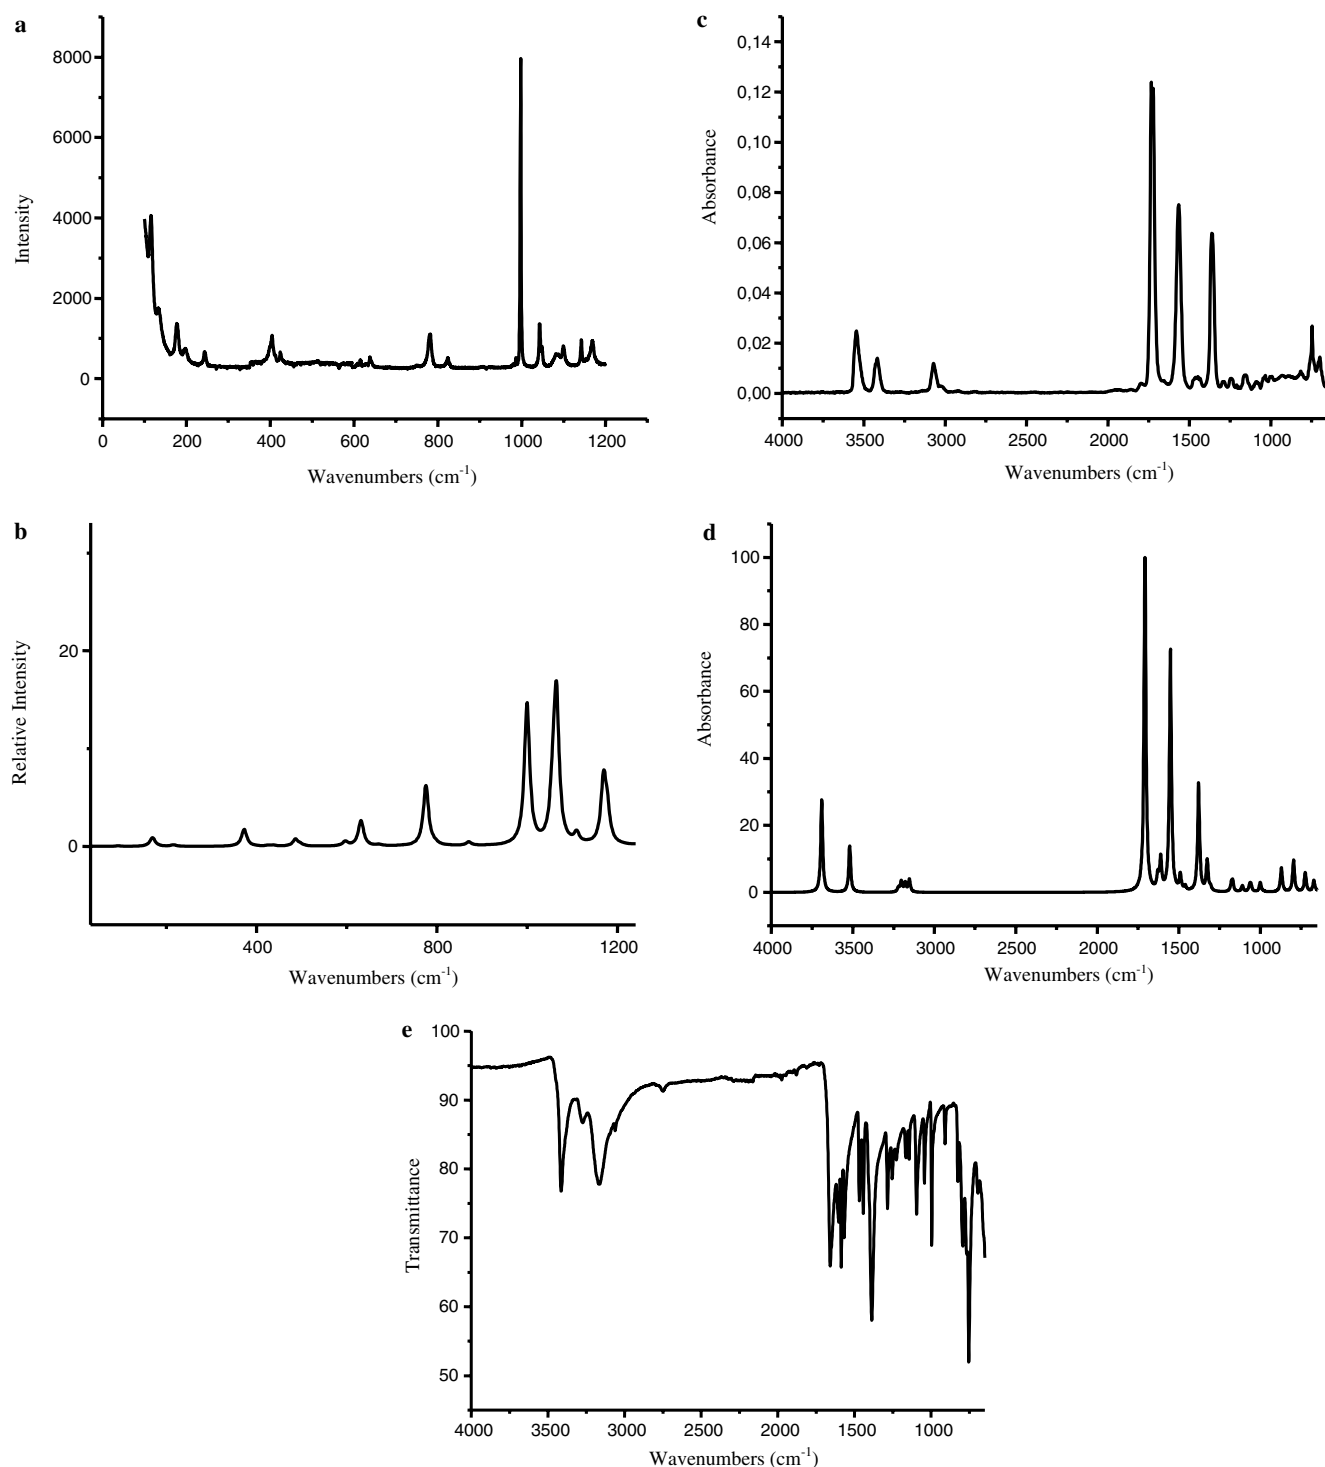 a
8000
6000
4000
2000
0
Intensity
0 200 400 600 800 1000 1200
Wavenumbers (cm-1)
c
0,14
0,12
0,10
0,08
0,06
0,04
0,02
0,00
Absorbance
4000 3500 3000 2500 2000 1500 1000
Wavenumbers (cm-1)
b
20
0
Relative Intensity
400 800 1200
Wavenumbers (cm-1)
d
100
80
60
40
20
0
Absorbance
4000 3500 3000 2500 2000 1500 1000
Wavenumbers (cm-1)
e
100
90
80
70
60
50
Transmittance
4000 3500 3000 2500 2000 1500 1000
Wavenumbers (cm-1)